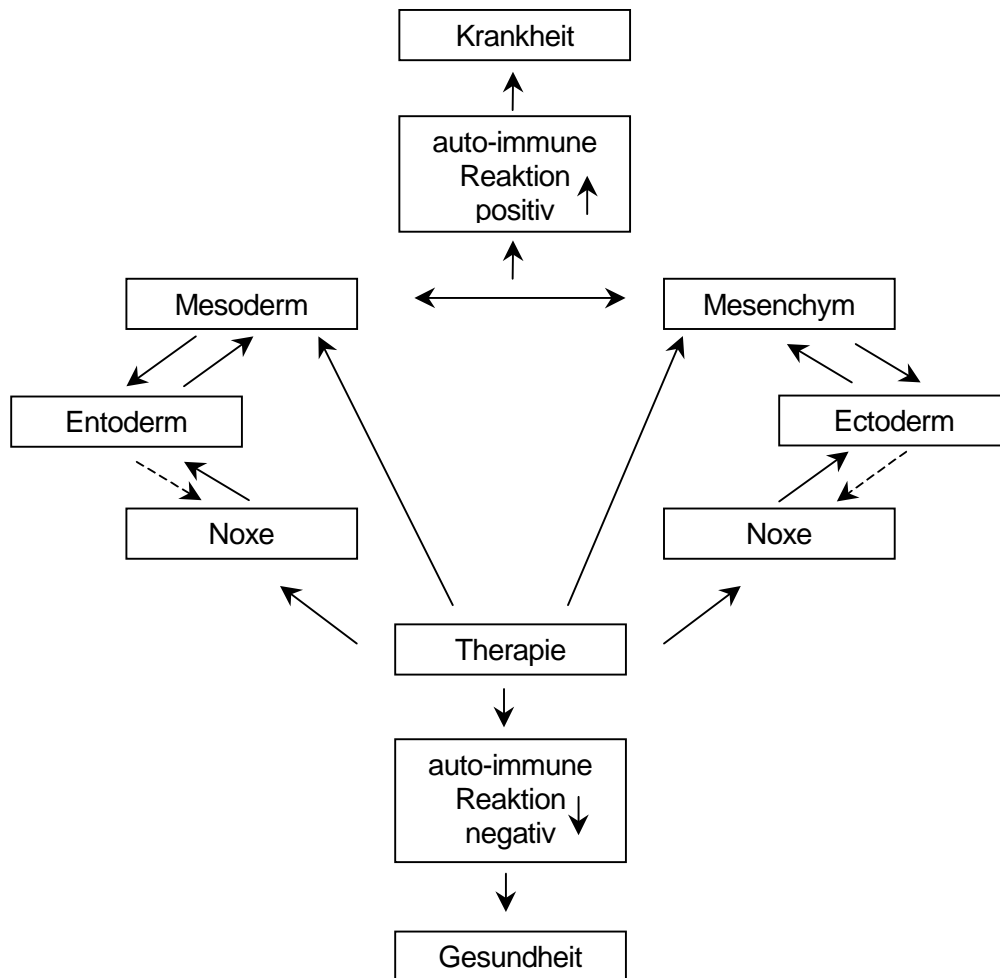 Krankheit
auto-immune
Reaktion
positiv
Mesoderm
Mesenchym
Entoderm
Ectoderm
Noxe
Noxe
Therapie
auto-immune
Reaktion
negativ
Gesundheit